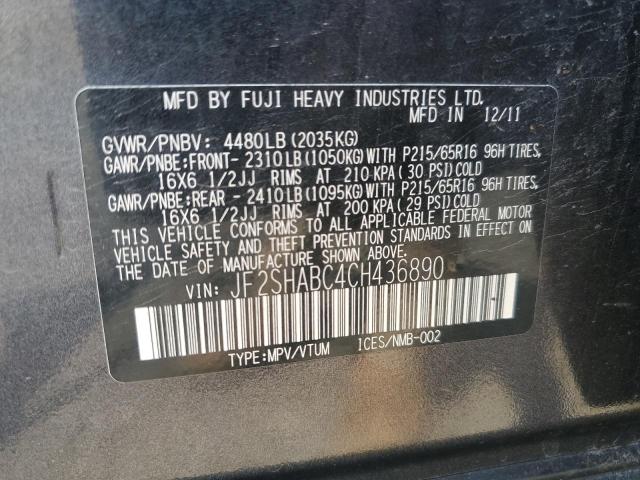 MFD BY FUJI HEAVY INDUSTRIES LTD.
MFD IN 12/11
GVWR/PNBV: 4480LB(2035KG)
GAWR/PNBE:FRONT-2310LB(1050KG)WITH P215/65R16 96H TIRES,
16X6 1/2JJ RIMS AT 210 KPA(30 PSI)COLD
GAWR/PNBE:REAR -2410LB(1095KG)WITH P215/65R16 96H TIRES,
16X6 1/2JJ RIMS AT 200 KPA(29 PSI)COLD
THIS VEHICLE CONFORMS TO ALL APPLICABLE FEDERAL MOTOR
VEHICLE SAFETY AND THEFT PREVENTION STANDARDS IN EFFECT
ON THE DATE OF MANUFACTURE SHOWN ABOVE.
VIN: JF2SHABC4CH436890
TYPE:MPV/VTUM ICES/NMB-002